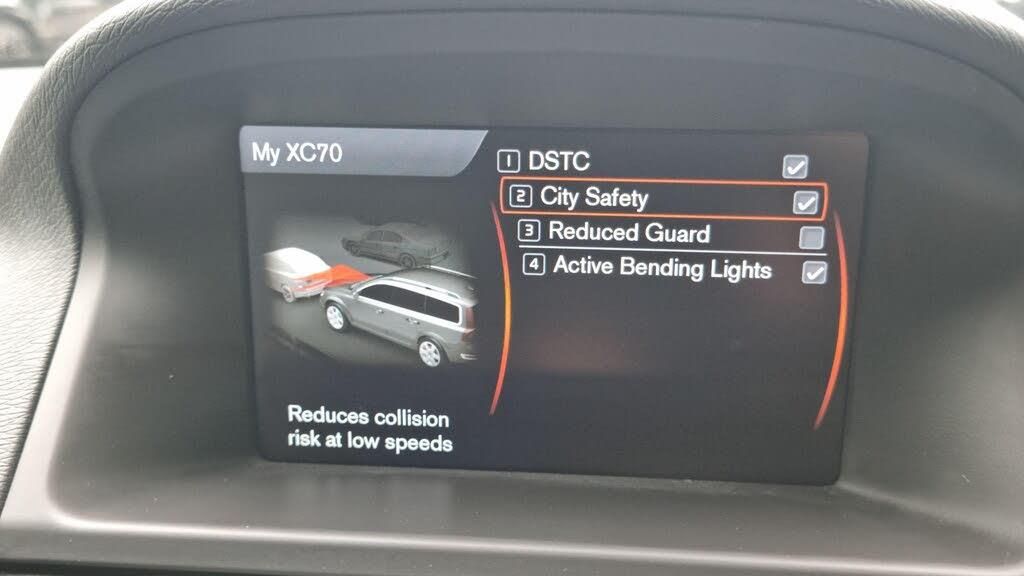 My XC70
1 DSTC
2 City Safety
3 Reduced Guard
4 Active Bending Lights
Reduces collision
risk at low speeds